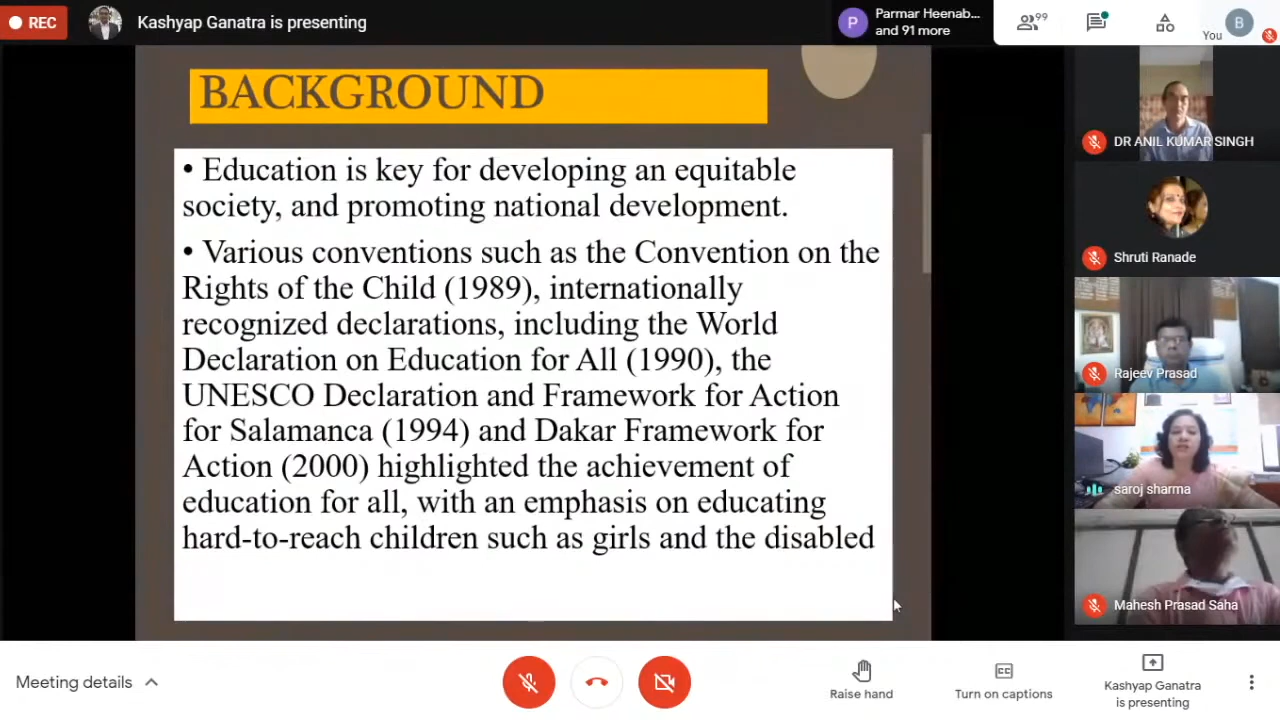 REC
Kashyap Ganatra is presenting
P
Parmar Heenab...
and 91 more
99
You
B
BACKGROUND
• Education is key for developing an equitable
society, and promoting national development.
• Various conventions such as the Convention on the
Rights of the Child (1989), internationally
recognized declarations, including the World
Declaration on Education for All (1990), the
UNESCO Declaration and Framework for Action
for Salamanca (1994) and Dakar Framework for
Action (2000) highlighted the achievement of
education for all, with an emphasis on educating
hard-to-reach children such as girls and the disabled
DR ANIL KUMAR SINGH
Shruti Ranade
Rajeev Prasad
saroj sharma
Mahesh Prasad Saha
Meeting details
Raise hand
CC
Turn on captions
Kashyap Ganatra
is presenting